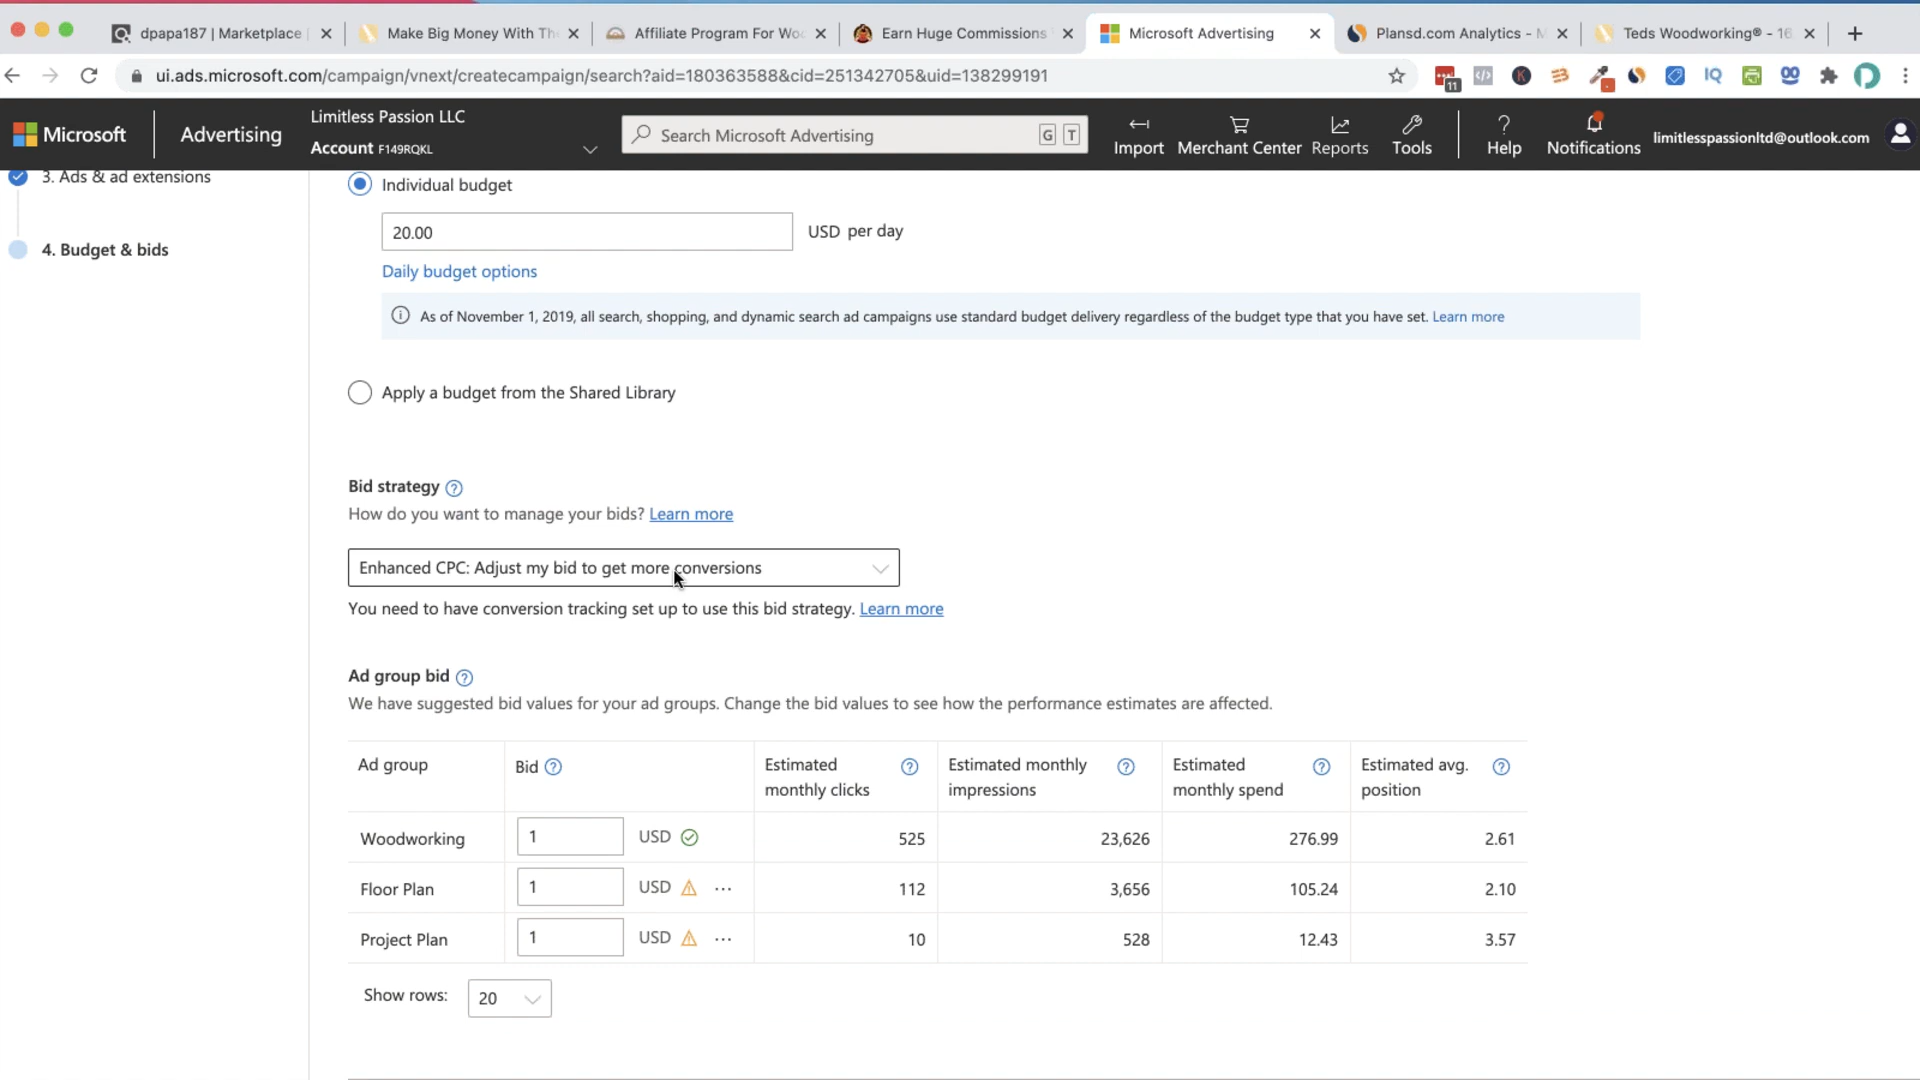 dpapa187 | Marketplace |
Make Big Money With Th
Affiliate Program For Woo
Earn Huge Commissions
Microsoft Advertising
Plansd.com Analytics - M
Teds Woodworking® - 16
ui.ads.microsoft.com/campaign/vnext/createcampaign/search?aid=180363588&cid=251342705&uid=138299191
11
IQ
Microsoft
Advertising
Limitless Passion LLC
Account F149RQKL
Search Microsoft Advertising
G T
Import
Merchant Center
Reports
Tools
Help
Notifications
limitlesspassionltd@outlook.com
3. Ads & ad extensions
4. Budget & bids
Individual budget
20.00
USD per day
Daily budget options
As of November 1, 2019, all search, shopping, and dynamic search ad campaigns use standard budget delivery regardless of the budget type that you have set. Learn more
Apply a budget from the Shared Library
Bid strategy
How do you want to manage your bids? Learn more
Enhanced CPC: Adjust my bid to get more conversions
You need to have conversion tracking set up to use this bid strategy. Learn more
Ad group bid
We have suggested bid values for your ad groups. Change the bid values to see how the performance estimates are affected.
Ad group
Bid
Estimated monthly clicks
Estimated monthly impressions
Estimated monthly spend
Estimated avg. position
Woodworking 1 USD 525 23,626 276.99 2.61
Floor Plan 1 USD ... 112 3,656 105.24 2.10
Project Plan 1 USD ... 10 528 12.43 3.57
Show rows: 20